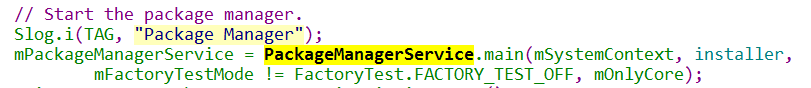 // Start the package manager.
Slog.i(TAG, "Package Manager");
mPackageManagerService = PackageManagerService.main(mSystemContext, installer,
mFactoryTestMode != FactoryTest.FACTORY_TEST_OFF, mOnlyCore);